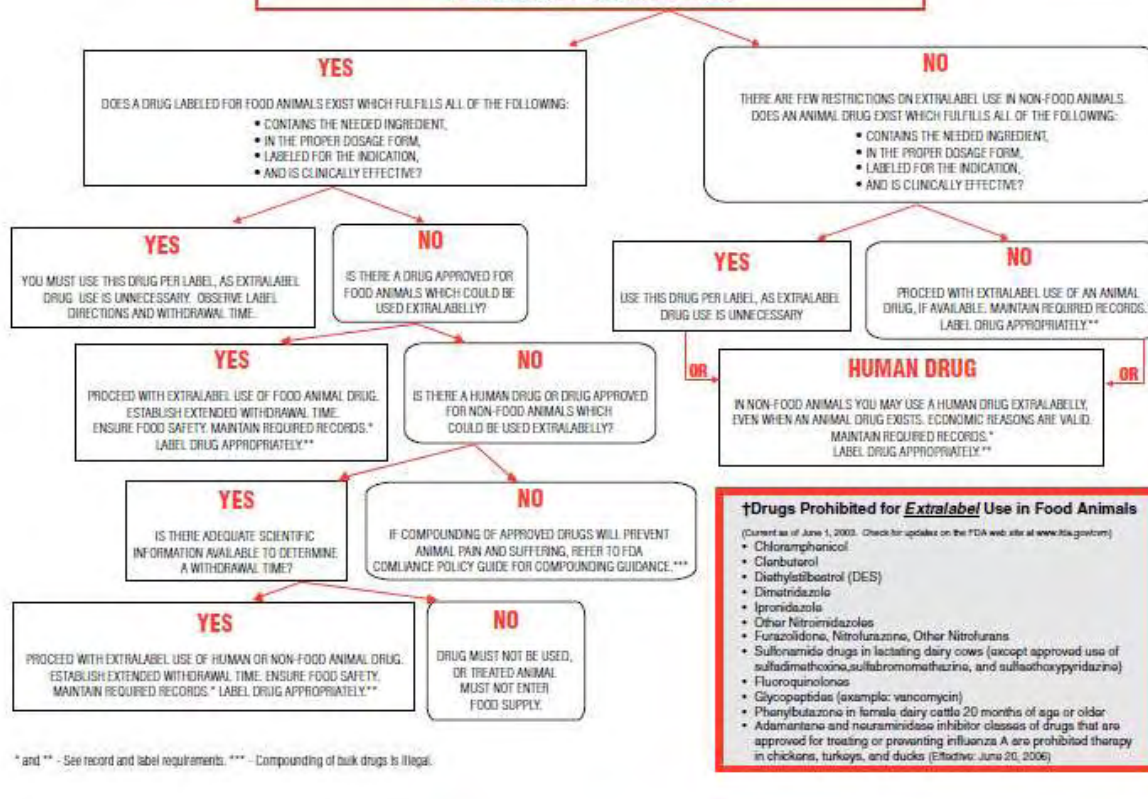 YES
DOES A DRUG LABELED FOR FOOD ANIMALS EXIST WHICH FULFILLS ALL OF THE FOLLOWING:
• CONTAINS THE NEEDED INGREDIENT,
• IN THE PROPER DOSAGE FORM,
• LABELED FOR THE INDICATION,
• AND IS CLINICALLY EFFECTIVE?
NO
THERE ARE FEW RESTRICTIONS ON EXTRALABEL USE IN NON-FOOD ANIMALS.
DOES AN ANIMAL DRUG EXIST WHICH FULFILLS ALL OF THE FOLLOWING:
• CONTAINS THE NEEDED INGREDIENT,
• IN THE PROPER DOSAGE FORM,
• LABELED FOR THE INDICATION,
• AND IS CLINICALLY EFFECTIVE?
YES
YOU MUST USE THIS DRUG PER LABEL, AS EXTRALABEL
DRUG USE IS UNNECESSARY. OBSERVE LABEL
DIRECTIONS AND WITHDRAWAL TIME.
NO
IS THERE A DRUG APPROVED FOR
FOOD ANIMALS WHICH COULD BE
USED EXTRALABELLY?
YES
USE THIS DRUG PER LABEL, AS EXTRALABEL
DRUG USE IS UNNECESSARY
NO
PROCEED WITH EXTRALABEL USE OF AN ANIMAL
DRUG, IF AVAILABLE. MAINTAIN REQUIRED RECORDS.
LABEL DRUG APPROPRIATELY.**
YES
PROCEED WITH EXTRALABEL USE OF FOOD ANIMAL DRUG.
ESTABLISH EXTENDED WITHDRAWAL TIME.
ENSURE FOOD SAFETY. MAINTAIN REQUIRED RECORDS.*
LABEL DRUG APPROPRIATELY.**
NO
IS THERE A HUMAN DRUG OR DRUG APPROVED
FOR NON-FOOD ANIMALS WHICH
COULD BE USED EXTRALABELLY?
OR
HUMAN DRUG
IN NON-FOOD ANIMALS YOU MAY USE A HUMAN DRUG EXTRALABELLY,
EVEN WHEN AN ANIMAL DRUG EXISTS. ECONOMIC REASONS ARE VALID.
MAINTAIN REQUIRED RECORDS.*
LABEL DRUG APPROPRIATELY.**
OR
YES
IS THERE ADEQUATE SCIENTIFIC
INFORMATION AVAILABLE TO DETERMINE
A WITHDRAWAL TIME?
NO
IF COMPOUNDING OF APPROVED DRUGS WILL PREVENT
ANIMAL PAIN AND SUFFERING, REFER TO FDA
COMLIANCE POLICY GUIDE FOR COMPOUNDING GUIDANCE.***
YES
PROCEED WITH EXTRALABEL USE OF HUMAN OR NON-FOOD ANIMAL DRUG.
ESTABLISH EXTENDED WITHDRAWAL TIME. ENSURE FOOD SAFETY.
MAINTAIN REQUIRED RECORDS.* LABEL DRUG APPROPRIATELY.**
NO
DRUG MUST NOT BE USED,
OR TREATED ANIMAL
MUST NOT ENTER
FOOD SUPPLY.
†Drugs Prohibited for Extralabel Use in Food Animals
(Current as of June 1, 2003. Check for updates on the FDA web site at www.fda.gov/cvm)
• Chloramphenicol
• Clenbuterol
• Diethylstilbestrol (DES)
• Dimetridazole
• Ipronidazole
• Other Nitroimidazoles
• Furazolidone, Nitrofurazone, Other Nitrofurans
• Sulfonamide drugs in lactating dairy cows (except approved use of
sulfadimethoxine,sulfabromomethazine, and sulfaethoxypyridazine)
• Fluoroquinolones
• Glycopeptides (example: vancomycin)
• Phenylbutazone in female dairy cattle 20 months of age or older
• Adamantane and neuraminidase inhibitor classes of drugs that are
approved for treating or preventing influenza A are prohibited therapy
in chickens, turkeys, and ducks (Effective: June 20, 2006)
* and ** - See record and label requirements. *** - Compounding of bulk drugs is illegal.